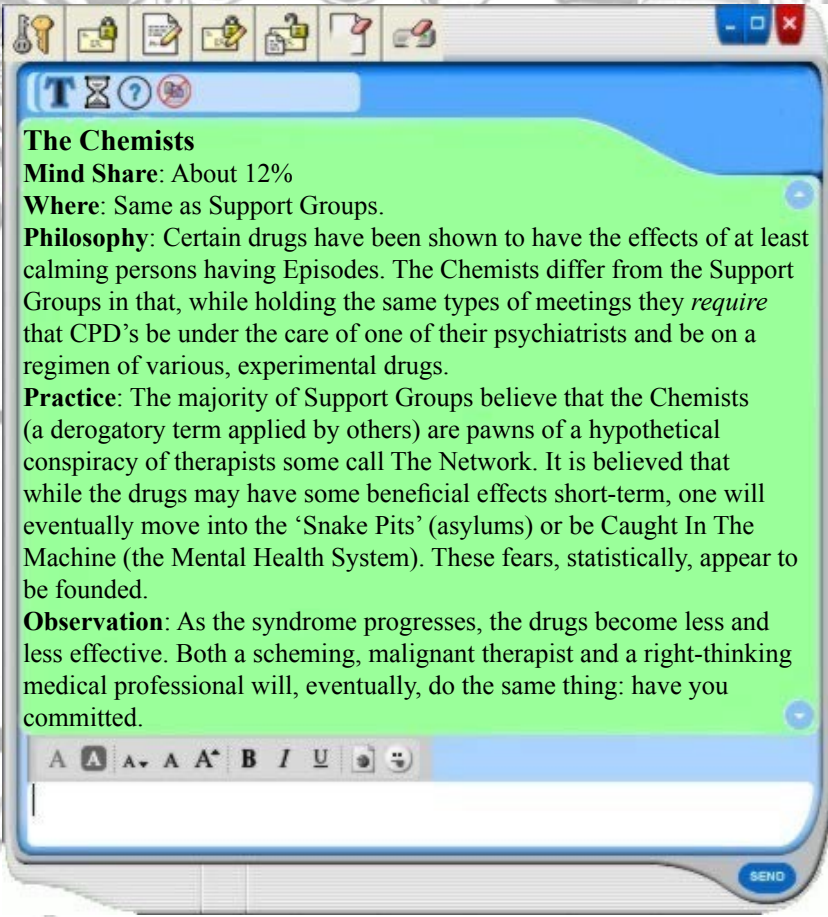 T ?
The Chemists
Mind Share: About 12%
Where: Same as Support Groups.
Philosophy: Certain drugs have been shown to have the effects of at least
calming persons having Episodes. The Chemists differ from the Support
Groups in that, while holding the same types of meetings they require
that CPD’s be under the care of one of their psychiatrists and be on a
regimen of various, experimental drugs.
Practice: The majority of Support Groups believe that the Chemists
(a derogatory term applied by others) are pawns of a hypothetical
conspiracy of therapists some call The Network. It is believed that
while the drugs may have some beneficial effects short-term, one will
eventually move into the ‘Snake Pits’ (asylums) or be Caught In The
Machine (the Mental Health System). These fears, statistically, appear to
be founded.
Observation: As the syndrome progresses, the drugs become less and
less effective. Both a scheming, malignant therapist and a right-thinking
medical professional will, eventually, do the same thing: have you
committed.
A A A A A B I U
SEND